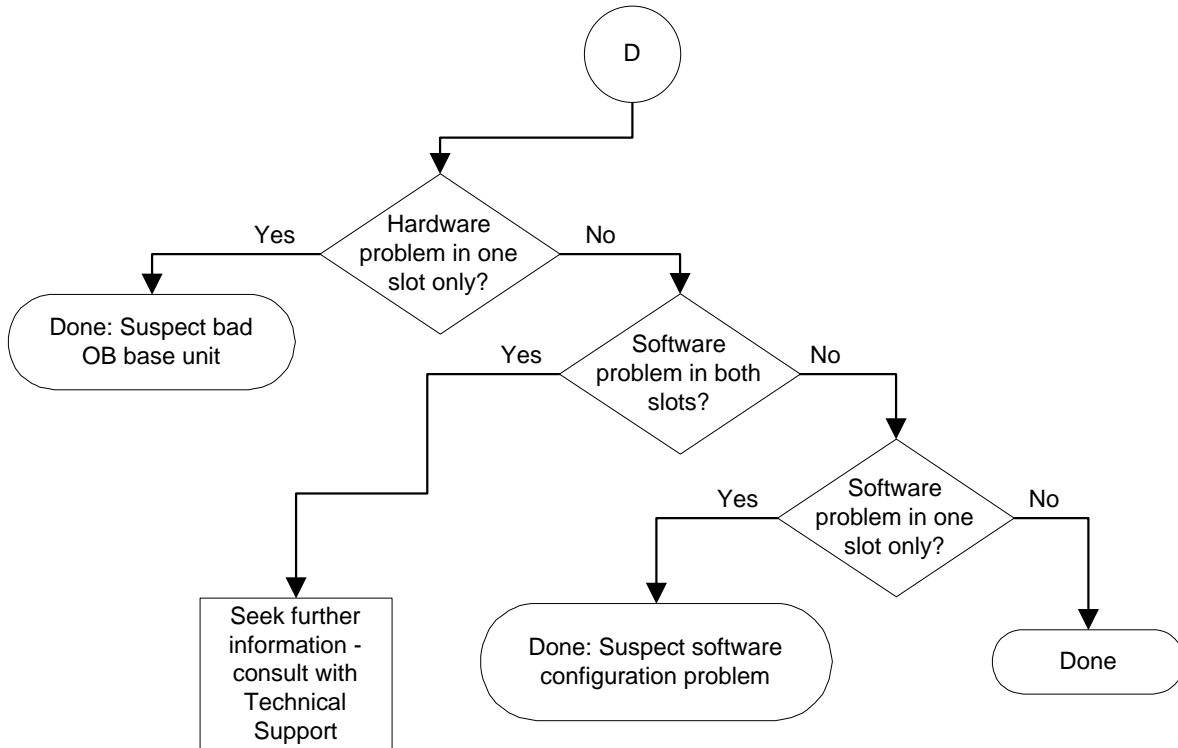 D
Hardware
problem in one
slot only?
Yes
No
Done: Suspect bad
OB base unit
Software
problem in both
slots?
Yes
No
Software
problem in one
slot only?
Yes
No
Seek further
information -
consult with
Technical
Support
Done: Suspect software
configuration problem
Done